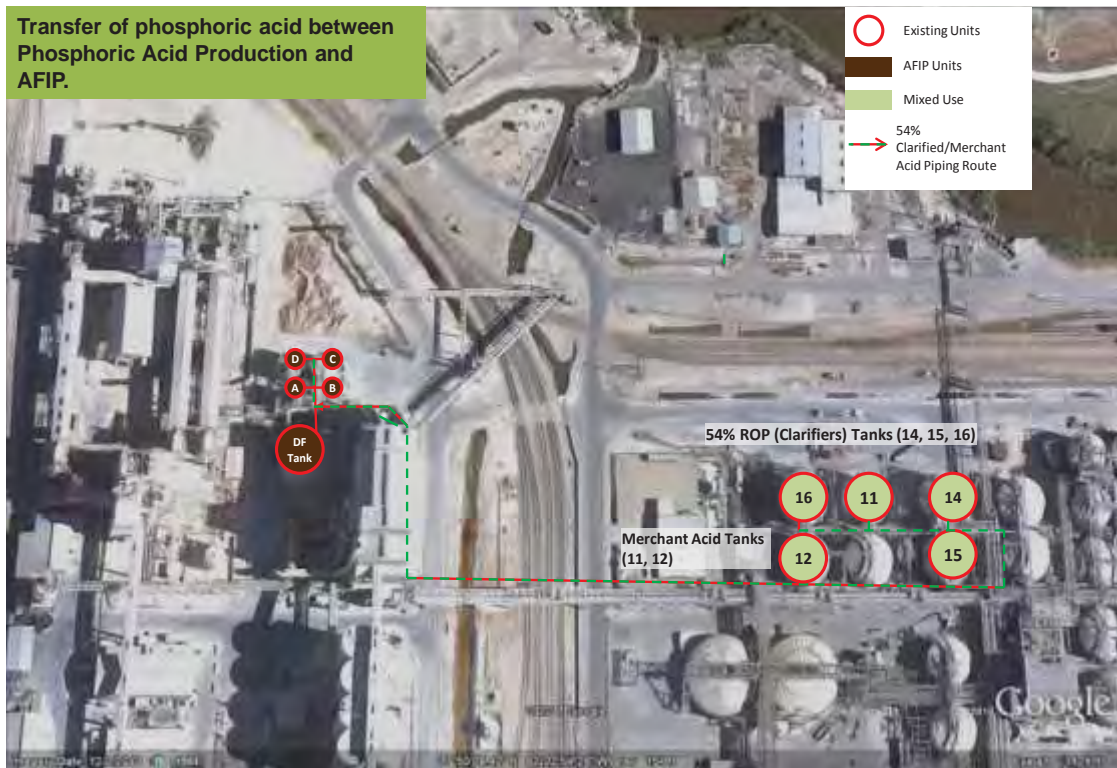 Transfer of phosphoric acid between
Phosphoric Acid Production and
AFIP.
Existing Units
AFIP Units
Mixed Use
54%
Clarified/Merchant
Acid Piping Route
D
C
A
B
DF
Tank
54% ROP (Clarifiers) Tanks (14, 15, 16)
16
11
14
Merchant Acid Tanks
(11, 12)
12
15
Google